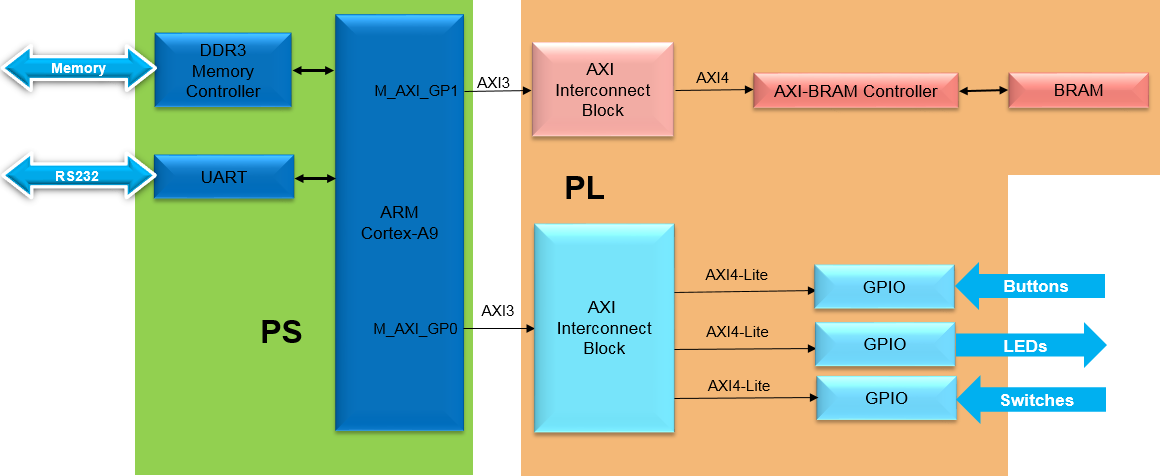 Memory
DDR3
Memory
Controller
RS232
UART
M_AXI_GP1
ARM
Cortex-A9
M_AXI_GP0
PS
AXI3
AXI
Interconnect
Block
AXI4
AXI-BRAM Controller
BRAM
PL
AXI3
AXI
Interconnect
Block
AXI4-Lite
GPIO
Buttons
AXI4-Lite
GPIO
LEDs
AXI4-Lite
GPIO
Switches